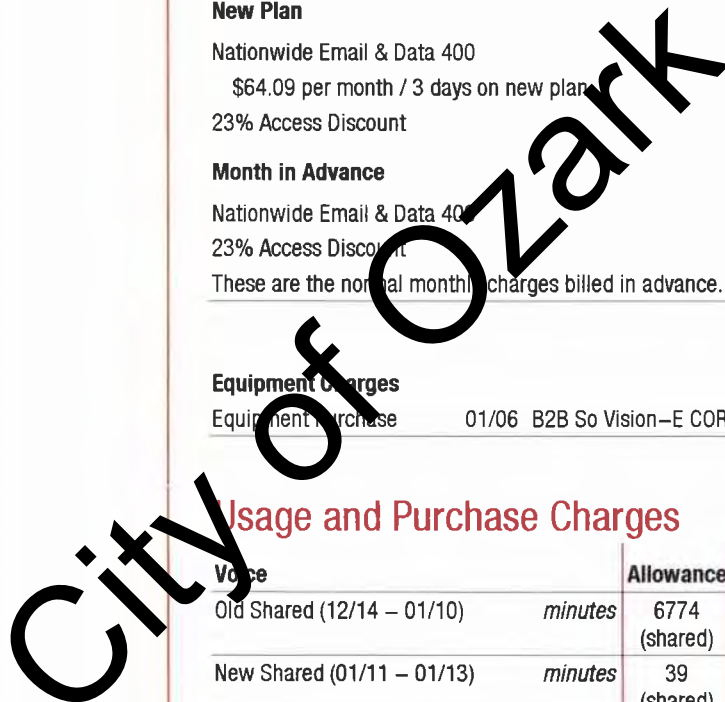 New Plan
Nationwide Email & Data 400
$64.09 per month / 3 days on new plan
23% Access Discount
Month in Advance
Nationwide Email & Data 400
23% Access Discount
These are the normal monthly charges billed in advance.
Equipment Charges
Equipment Purchase 01/06 B2B So Vision–E COR
Usage and Purchase Charges
Voice Allowance
Old Shared (12/14 – 01/10) minutes 6774
(shared)
New Shared (01/11 – 01/13) minutes 39
(shared)
City of Ozark